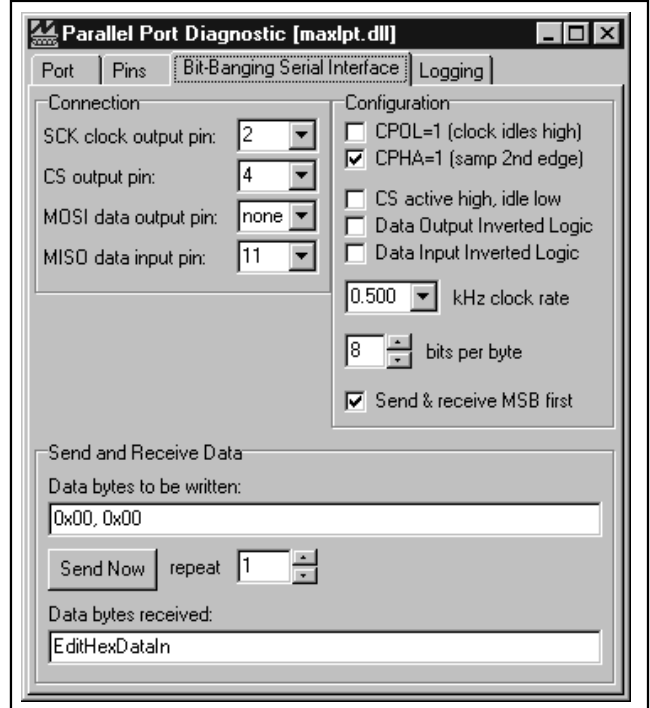 Parallel Port Diagnostic [maxlpt.dll]
Port Pins Bit-Banging Serial Interface Logging
Connection
SCK clock output pin: 2
CS output pin: 4
MOSI data output pin: none
MISO data input pin: 11
Configuration
CPOL=1 (clock idles high)
CPHA=1 (samp 2nd edge)
CS active high, idle low
Data Output Inverted Logic
Data Input Inverted Logic
0.500 kHz clock rate
8 bits per byte
Send & receive MSB first
Send and Receive Data
Data bytes to be written:
0x00, 0x00
Send Now repeat 1
Data bytes received:
EditHexDataIn